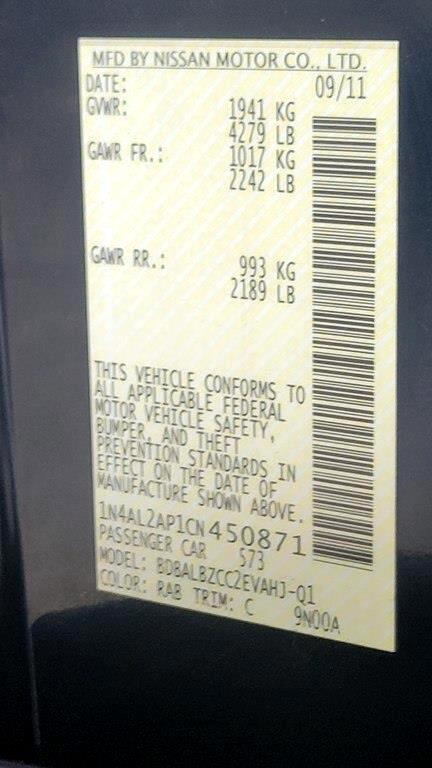 MFD BY NISSAN MOTOR CO., LTD.
DATE: 09/11
GVWR: 1941 KG
4279 LB
GAWR FR.: 1017 KG
2242 LB
GAWR RR.: 993 KG
2189 LB
THIS VEHICLE CONFORMS TO
ALL APPLICABLE FEDERAL
MOTOR VEHICLE SAFETY,
BUMPER, AND THEFT
PREVENTION STANDARDS IN
EFFECT ON THE DATE OF
MANUFACTURE SHOWN ABOVE.
1N4AL2AP1CN450871
PASSENGER CAR 573
MODEL: BDBALBZCC2EVAHJ-Q1
COLOR: RAB TRIM: C 9N00A